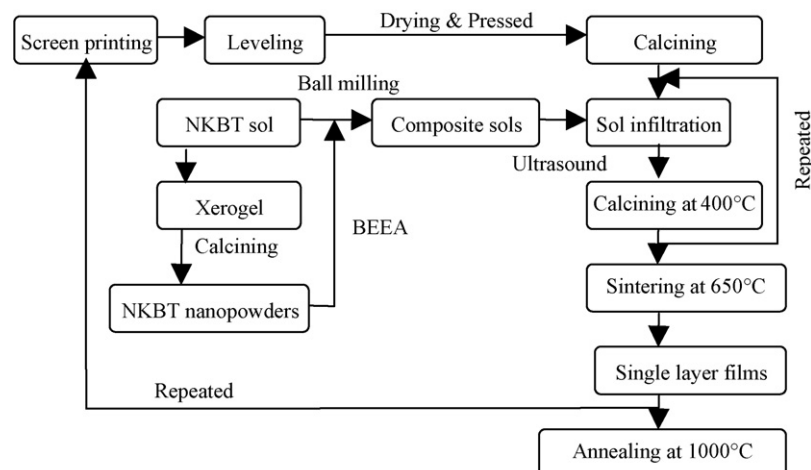 Screen printing
Leveling
Drying & Pressed
Calcining
Ball milling
NKBT sol
Composite sols
Sol infiltration
Repeated
Ultrasound
Xerogel
Calcining at 400°C
Calcining
BEEA
NKBT nanopowders
Sintering at 650°C
Single layer films
Repeated
Annealing at 1000°C